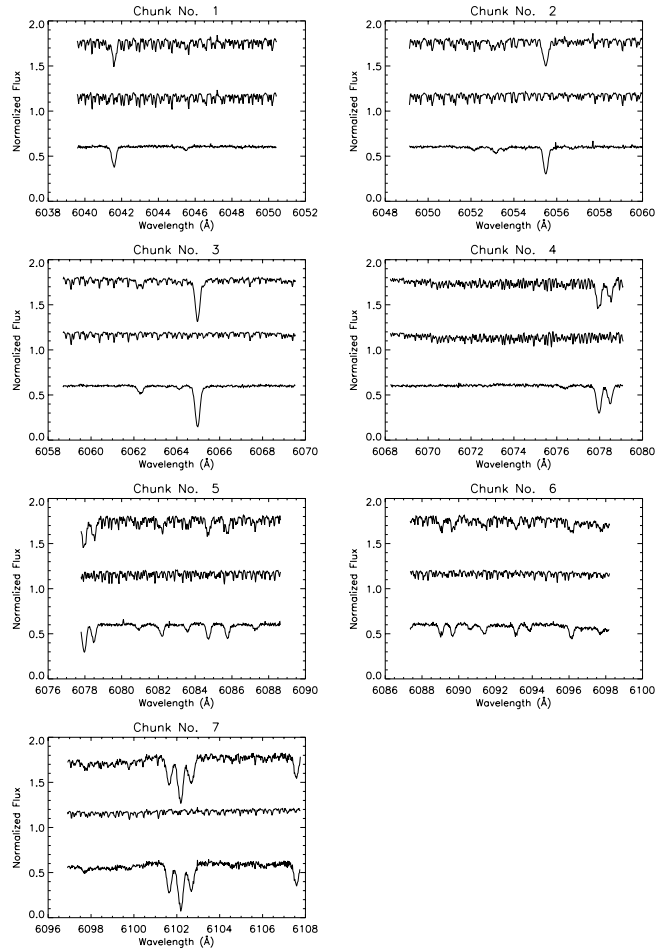 Chunk No. 1
2.0
1.5
1.0
0.5
0.0
Normalized Flux
6038 6040 6042 6044 6046 6048 6050 6052
Wavelength (Å)
Chunk No. 2
2.0
1.5
1.0
0.5
0.0
Normalized Flux
6048 6050 6052 6054 6056 6058 6060
Wavelength (Å)
Chunk No. 3
2.0
1.5
1.0
0.5
0.0
Normalized Flux
6058 6060 6062 6064 6066 6068 6070
Wavelength (Å)
Chunk No. 4
2.0
1.5
1.0
0.5
0.0
Normalized Flux
6068 6070 6072 6074 6076 6078 6080
Wavelength (Å)
Chunk No. 5
2.0
1.5
1.0
0.5
0.0
Normalized Flux
6076 6078 6080 6082 6084 6086 6088 6090
Wavelength (Å)
Chunk No. 6
2.0
1.5
1.0
0.5
0.0
Normalized Flux
6086 6088 6090 6092 6094 6096 6098 6100
Wavelength (Å)
Chunk No. 7
2.0
1.5
1.0
0.5
0.0
Normalized Flux
6096 6098 6100 6102 6104 6106 6108
Wavelength (Å)